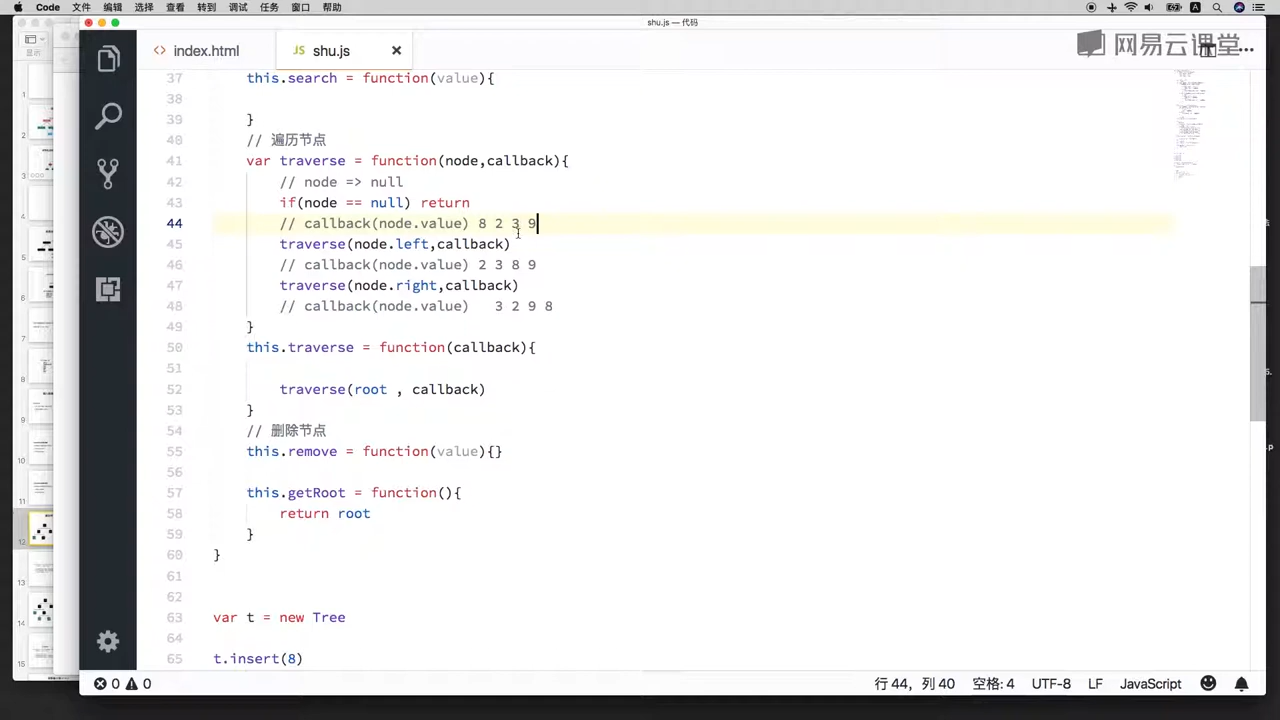 Code 文件 编辑 选择 查看 转到 调试 任务 窗口 帮助
shu.js — 代码
<> index.html JS shu.js ×
网易云课堂
37 this.search = function(value){
38
39 }
40 // 遍历节点
41 var traverse = function(node,callback){
42 // node => null
43 if(node == null) return
44 // callback(node.value) 8 2 3 9
45 traverse(node.left,callback)
46 // callback(node.value) 2 3 8 9
47 traverse(node.right,callback)
48 // callback(node.value) 3 2 9 8
49 }
50 this.traverse = function(callback){
51
52 traverse(root , callback)
53 }
54 // 删除节点
55 this.remove = function(value){}
56
57 this.getRoot = function(){
58 return root
59 }
60 }
61
62
63 var t = new Tree
64
65 t.insert(8)
0 0 行 44，列 40 空格: 4 UTF-8 LF JavaScript